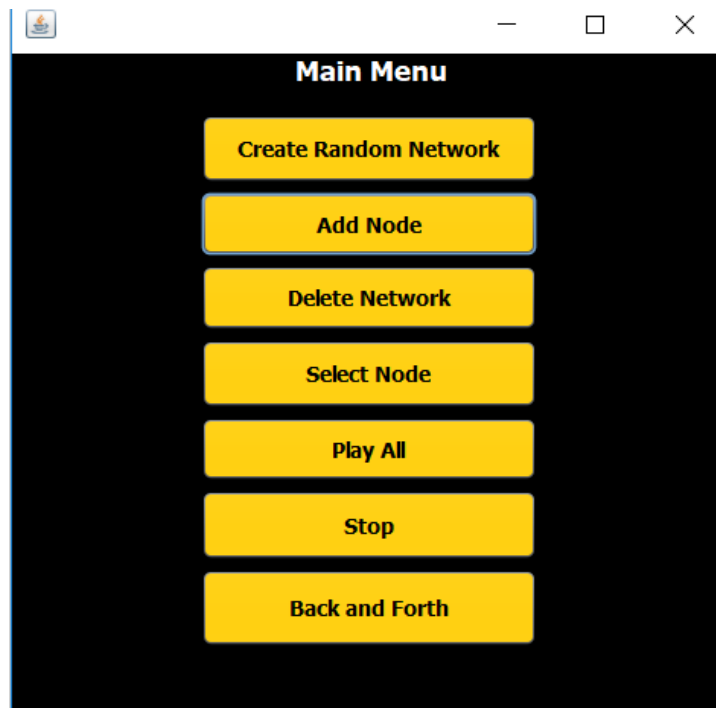 Main Menu
Create Random Network
Add Node
Delete Network
Select Node
Play All
Stop
Back and Forth